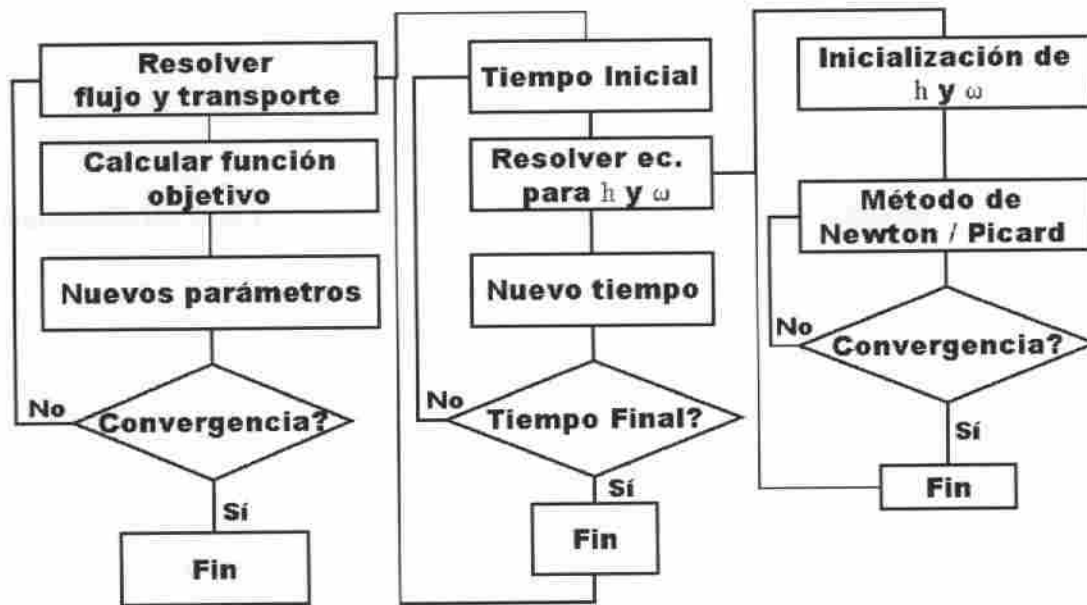 Resolver
flujo y transporte
Calcular función
objetivo
Nuevos parámetros
No
Convergencia?
Sí
Fin
Tiempo Inicial
Resolver ec.
para h y ω
Nuevo tiempo
No
Tiempo Final?
Sí
Fin
Inicialización de
h y ω
Método de
Newton / Picard
No
Convergencia?
Sí
Fin